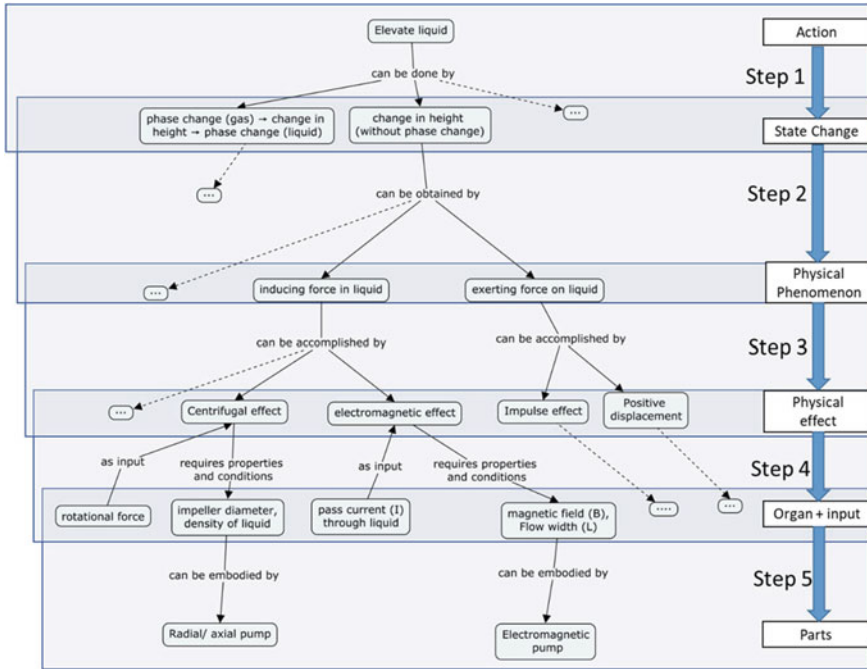 Elevate liquid
Action
can be done by
Step 1
phase change (gas) → change in
height → phase change (liquid)
change in height
(without phase change)
...
State Change
...
can be obtained by
Step 2
...
inducing force in liquid
exerting force on liquid
Physical
Phenomenon
can be accomplished by
can be accomplished by
Step 3
...
Centrifugal effect
electromagnetic effect
Impulse effect
Positive
displacement
Physical
effect
as input
requires properties
and conditions
as input
requires properties
and conditions
Step 4
rotational force
impeller diameter,
density of liquid
pass current (I)
through liquid
magnetic field (B),
Flow width (L)
....
...
Organ + input
can be embodied by
can be embodied by
Step 5
Radial/ axial pump
Electromagnetic
pump
Parts